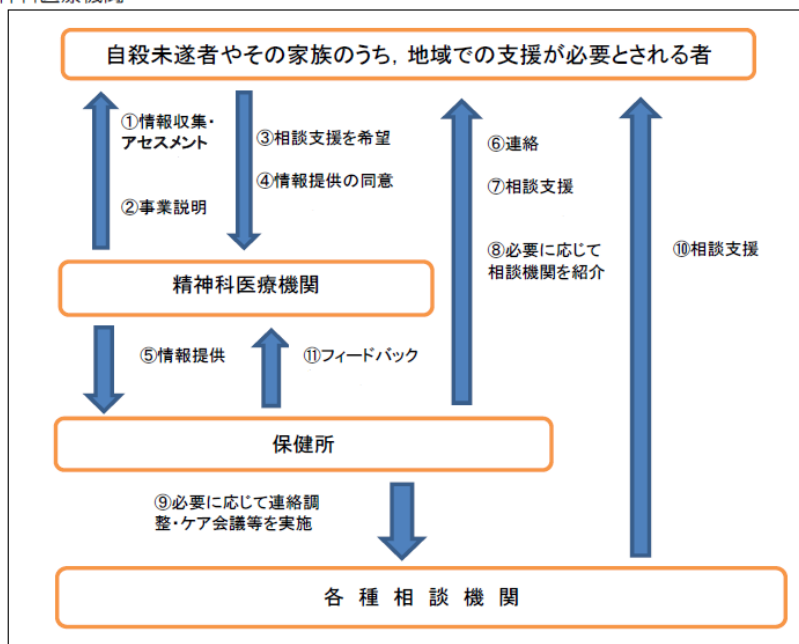 自殺未遂者やその家族のうち，地域での支援が必要とされる者
①情報収集・
アセスメント
②事業説明
③相談支援を希望
④情報提供の同意
⑥連絡
⑦相談支援
⑧必要に応じて
相談機関を紹介
⑩相談支援
精神科医療機関
⑤情報提供
⑪フィードバック
保健所
⑨必要に応じて連絡調
整・ケア会議等を実施
各種相談機関